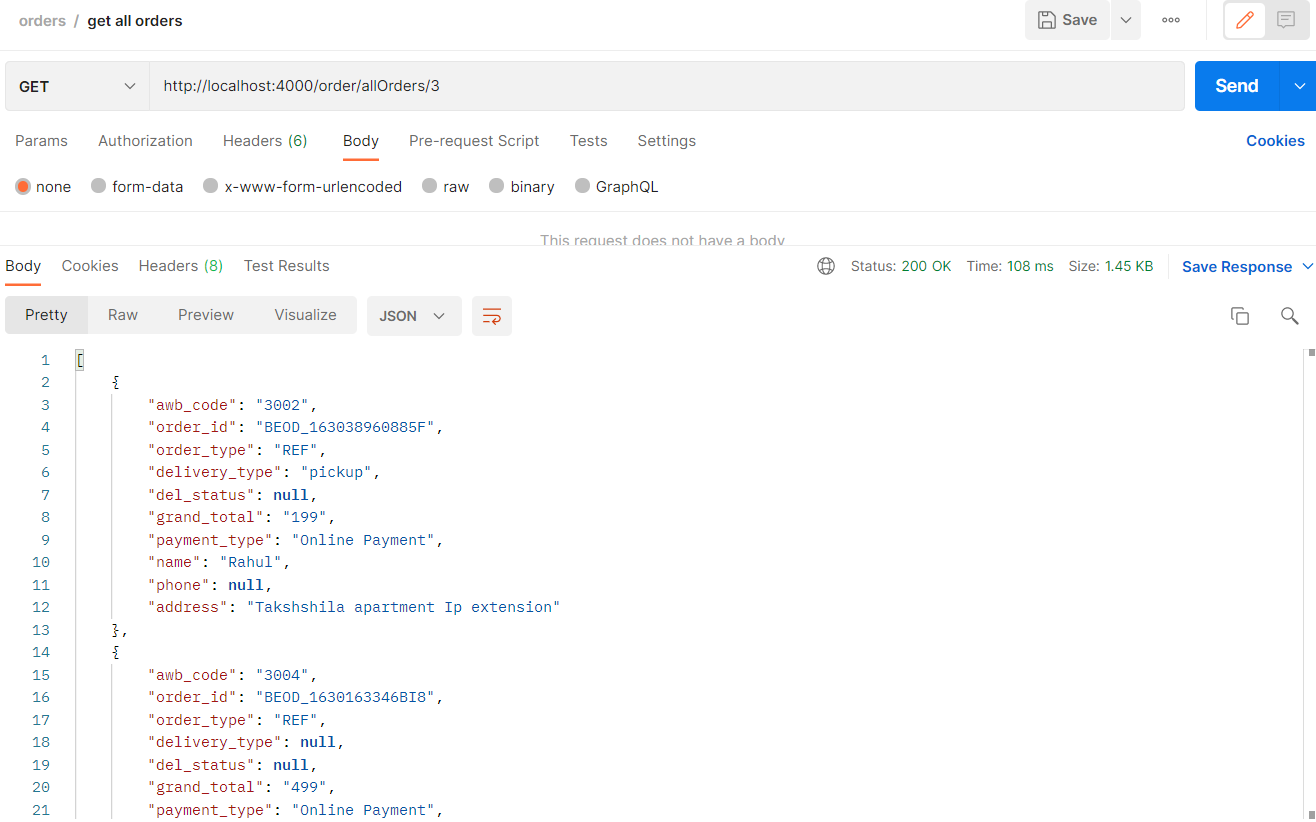 orders / get all orders
Save
GET http://localhost:4000/order/allOrders/3 Send
Params Authorization Headers (6) Body Pre-request Script Tests Settings Cookies
none form-data x-www-form-urlencoded raw binary GraphQL
This request does not have a body
Body Cookies Headers (8) Test Results Status: 200 OK Time: 108 ms Size: 1.45 KB Save Response
Pretty Raw Preview Visualize JSON
1 [
2 {
3 "awb_code": "3002",
4 "order_id": "BEOD_163038960885F",
5 "order_type": "REF",
6 "delivery_type": "pickup",
7 "del_status": null,
8 "grand_total": "199",
9 "payment_type": "Online Payment",
10 "name": "Rahul",
11 "phone": null,
12 "address": "Takshshila apartment Ip extension"
13 },
14 {
15 "awb_code": "3004",
16 "order_id": "BEOD_1630163346BI8",
17 "order_type": "REF",
18 "delivery_type": null,
19 "del_status": null,
20 "grand_total": "499",
21 "payment_type": "Online Payment",